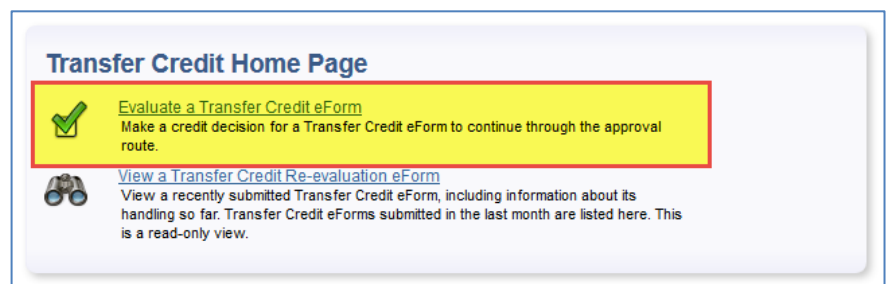 Transfer Credit Home Page
Evaluate a Transfer Credit eForm
Make a credit decision for a Transfer Credit eForm to continue through the approval
route.
View a Transfer Credit Re-evaluation eForm
View a recently submitted Transfer Credit eForm, including information about its
handling so far. Transfer Credit eForms submitted in the last month are listed here. This
is a read-only view.